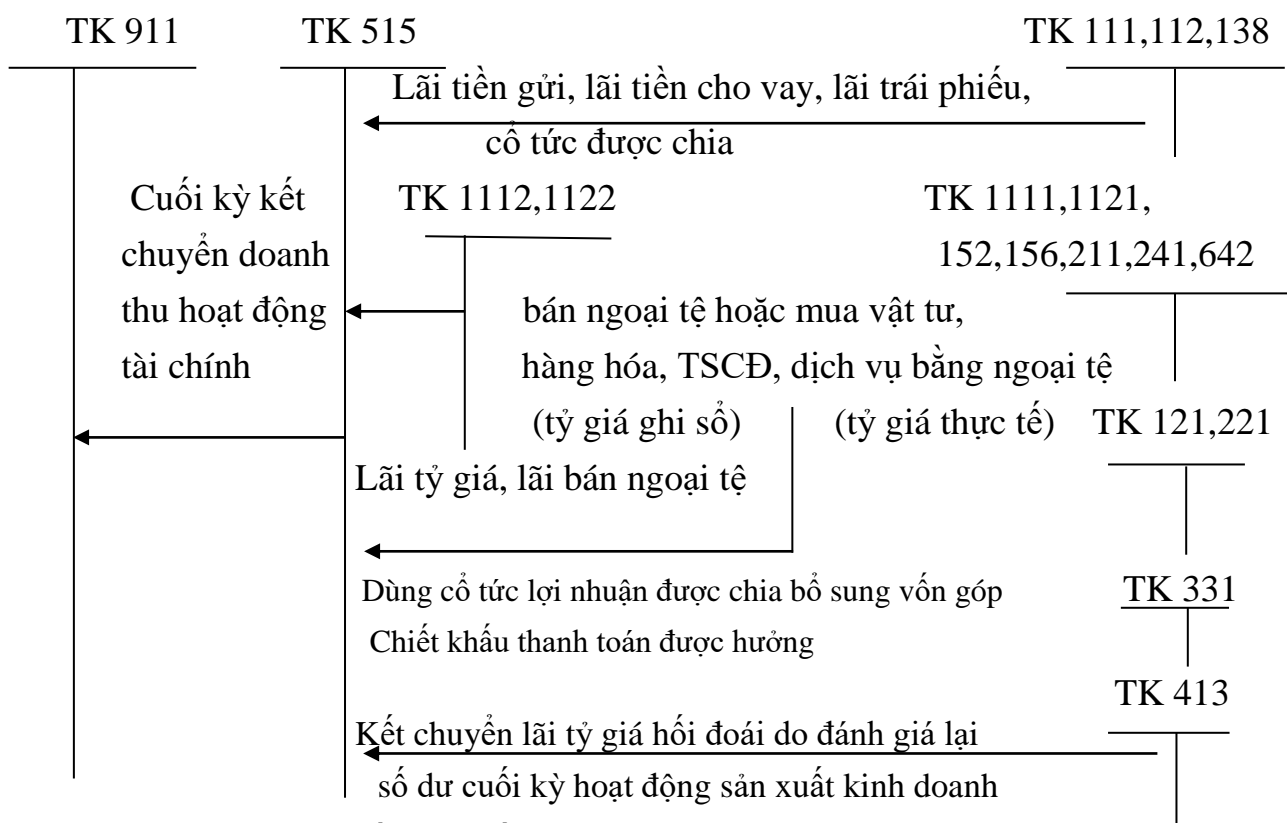 TK 911 TK 515 TK 111,112,138
Lãi tiền gửi, lãi tiền cho vay, lãi trái phiếu,
cổ tức được chia
Cuối kỳ kết TK 1112,1122 TK 1111,1121,
chuyển doanh 152,156,211,241,642
thu hoạt động bán ngoại tệ hoặc mua vật tư,
tài chính hàng hóa, TSCĐ, dịch vụ bằng ngoại tệ
(tỷ giá ghi sổ) (tỷ giá thực tế) TK 121,221
Lãi tỷ giá, lãi bán ngoại tệ
Dùng cổ tức lợi nhuận được chia bổ sung vốn góp TK 331
Chiết khấu thanh toán được hưởng
TK 413
Kết chuyển lãi tỷ giá hối đoái do đánh giá lại
số dư cuối kỳ hoạt động sản xuất kinh doanh